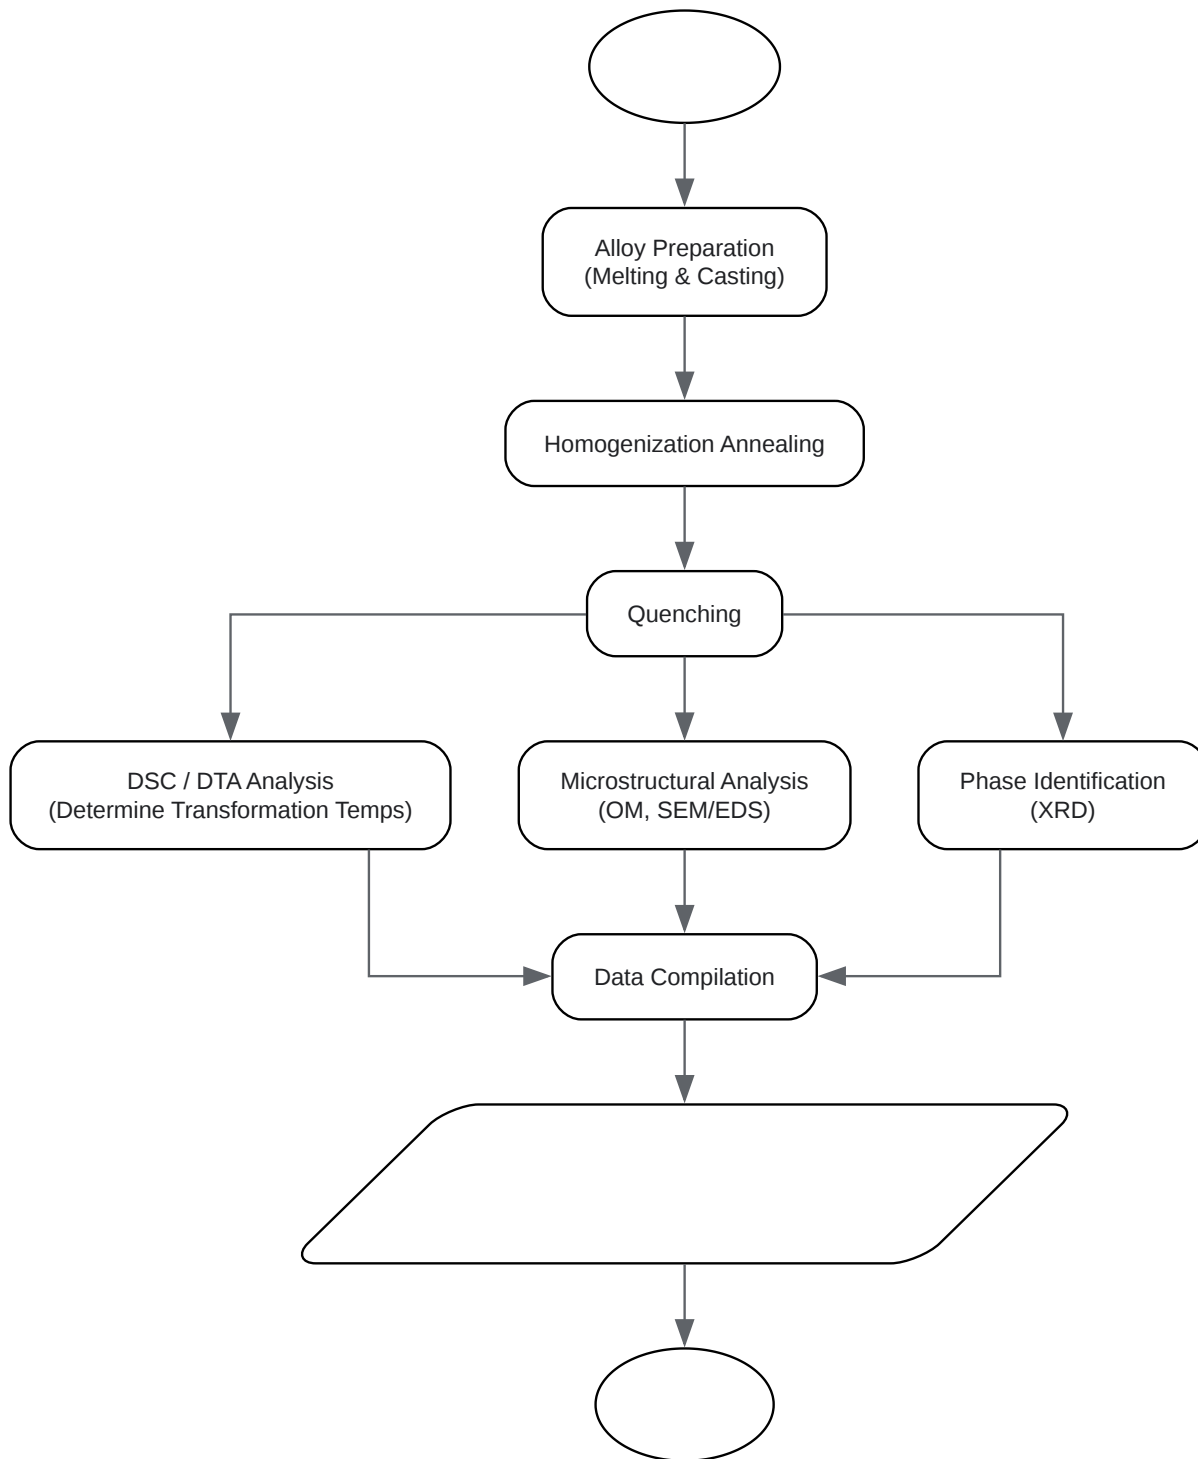 Alloy Preparation
(Melting & Casting)
Homogenization Annealing
Quenching
DSC / DTA Analysis
(Determine Transformation Temps)
Microstructural Analysis
(OM, SEM/EDS)
Phase Identification
(XRD)
Data Compilation